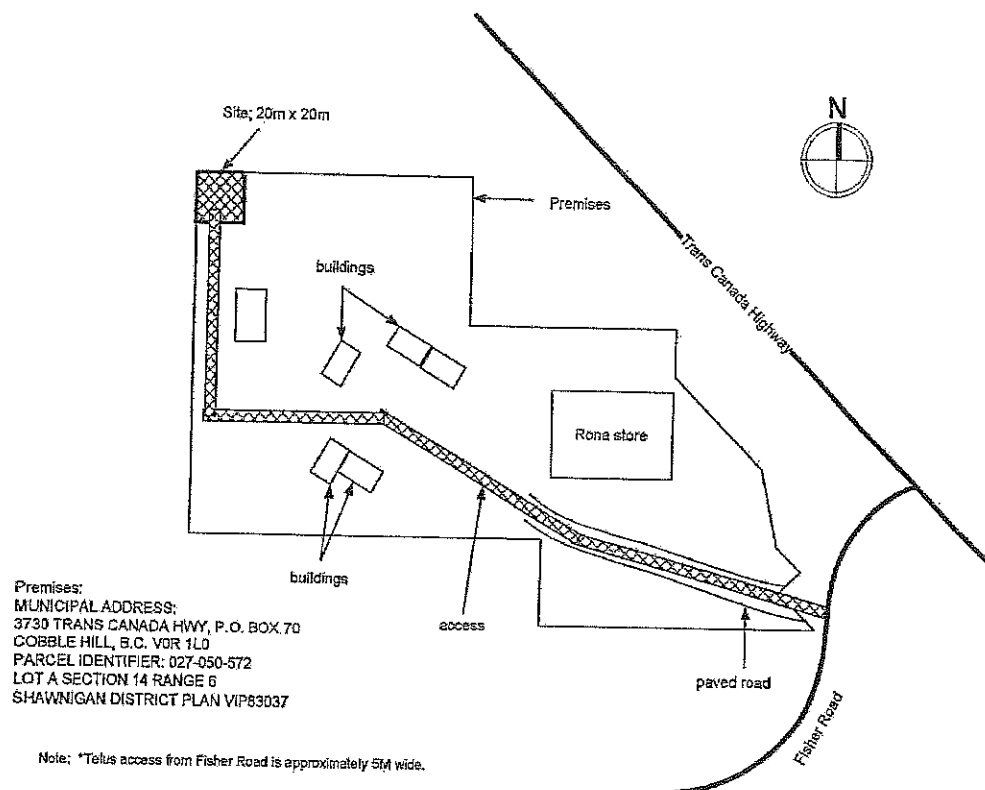 Site; 20m x 20m
N
Premises
Trans Canada Highway
buildings
Rona store
buildings
access
paved road
Fisher Road
Premises:
MUNICIPAL ADDRESS:
3730 TRANS CANADA HWY, P.O. BOX 70
COBBLE HILL, B.C. V0R 1L0
PARCEL IDENTIFIER: 027-050-572
LOT A SECTION 14 RANGE 6
SHAWNIGAN DISTRICT PLAN VIP83037
Note: *Telus access from Fisher Road is approximately 5M wide.